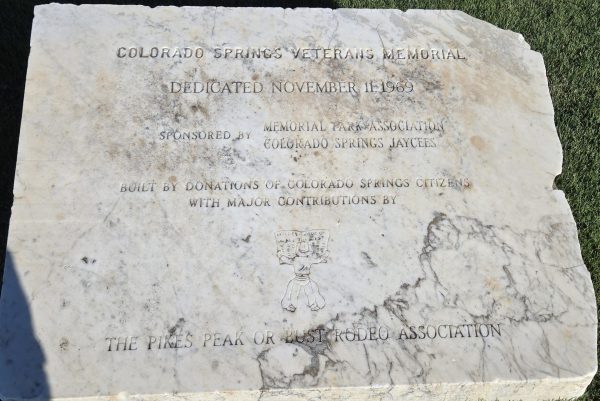 COLORADO SPRINGS VETERANS MEMORIAL
DEDICATED NOVEMBER 11, 1969
SPONSORED BY MEMORIAL PARK ASSOCIATION
COLORADO SPRINGS JAYCEES
BUILT BY DONATIONS OF COLORADO SPRINGS CITIZENS
WITH MAJOR CONTRIBUTIONS BY
THE PIKES PEAK OR BUST RODEO ASSOCIATION